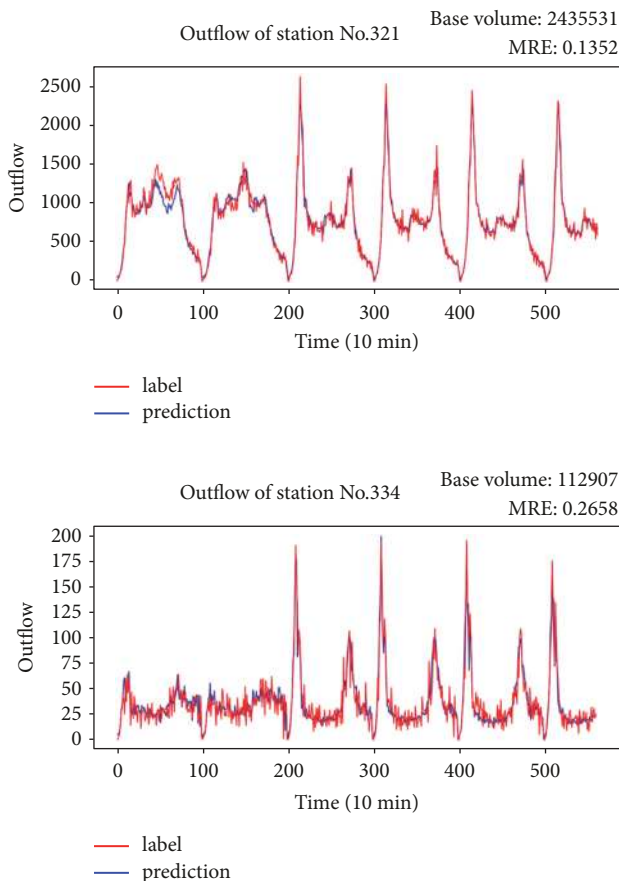 Outflow of station No.321
Base volume: 2435531
MRE: 0.1352
2500
2000
1500
1000
500
0
Outflow
0 100 200 300 400 500
Time (10 min)
label
prediction
Outflow of station No.334
Base volume: 112907
MRE: 0.2658
200
175
150
125
100
75
50
25
0
Outflow
0 100 200 300 400 500
Time (10 min)
label
prediction